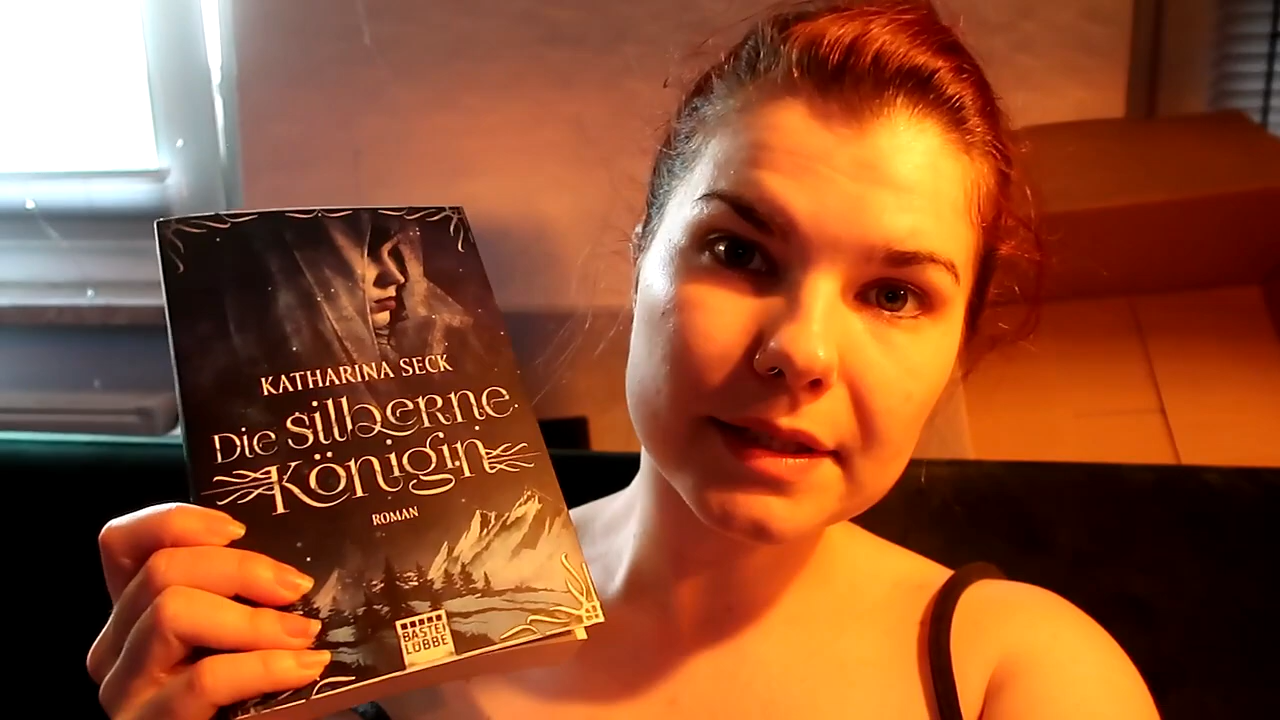 KATHARINA SECK
Die silberne
Königin
ROMAN
BASTEI
LÜBBE